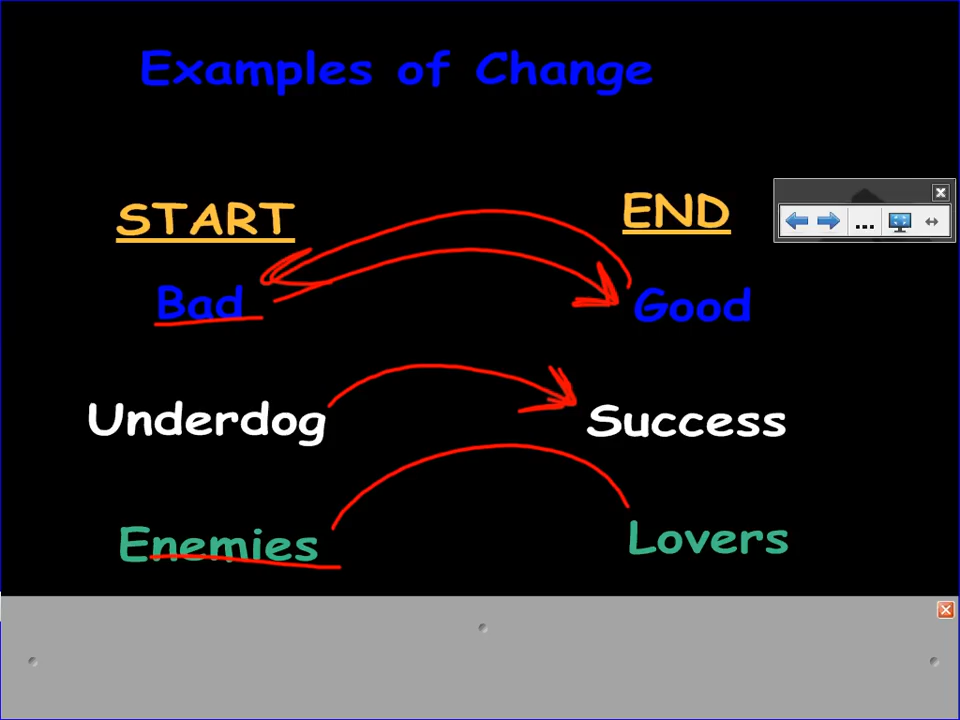 Examples of Change
START END
Bad Good
Underdog Success
Enemies Lovers